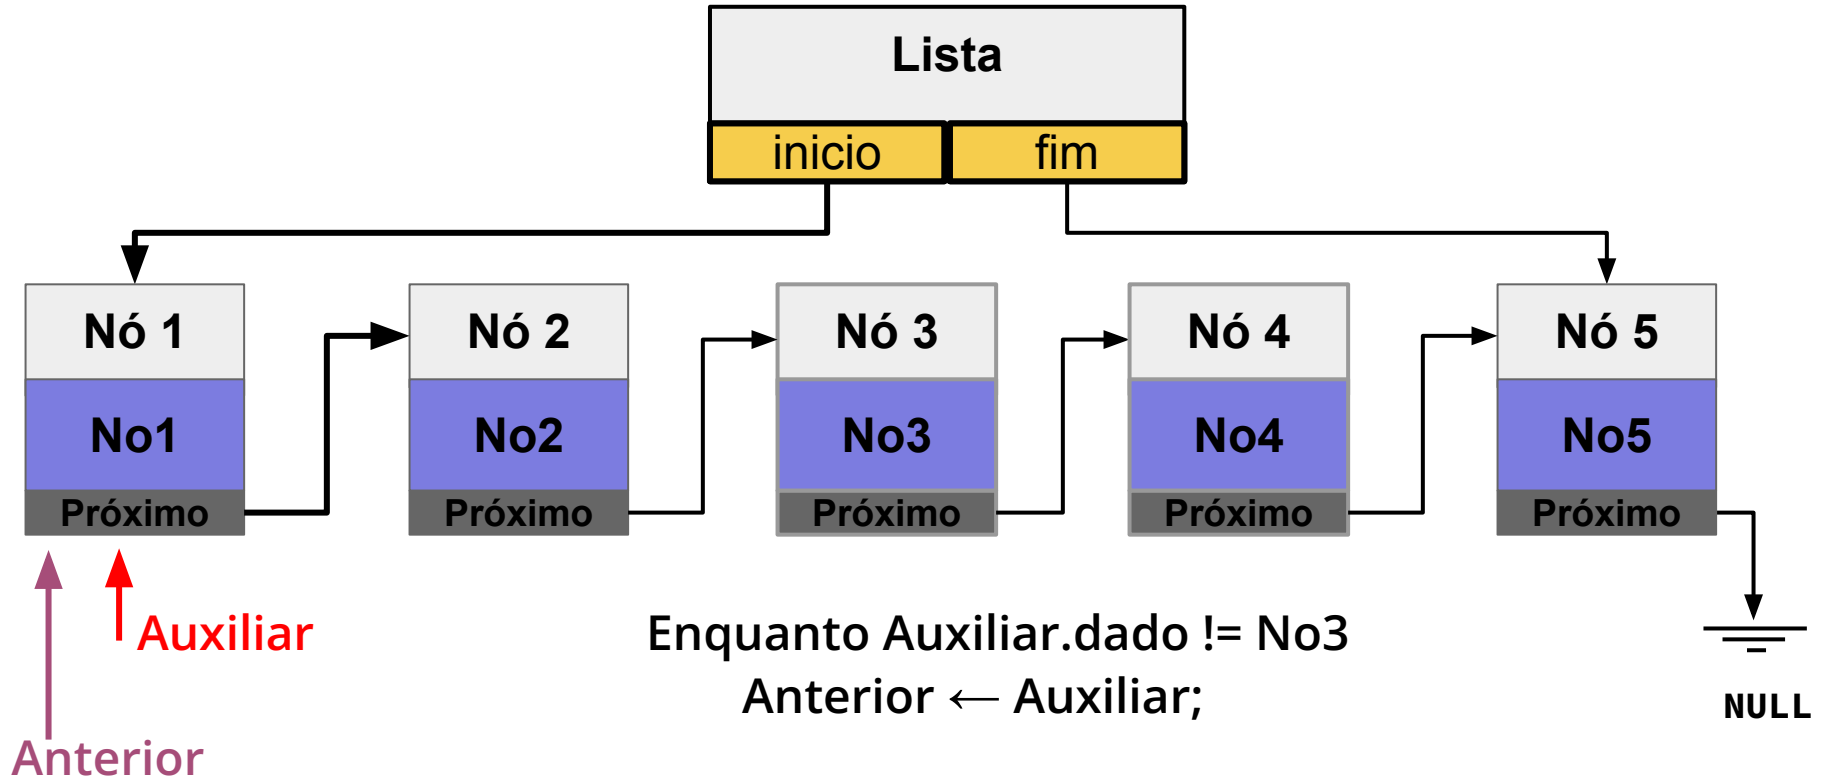 Lista
inicio fim
Nó 1 Nó 2 Nó 3 Nó 4 Nó 5
No1 No2 No3 No4 No5
Próximo Próximo Próximo Próximo Próximo
Auxiliar
Enquanto Auxiliar.dado != No3
Anterior ← Auxiliar;
NULL
Anterior